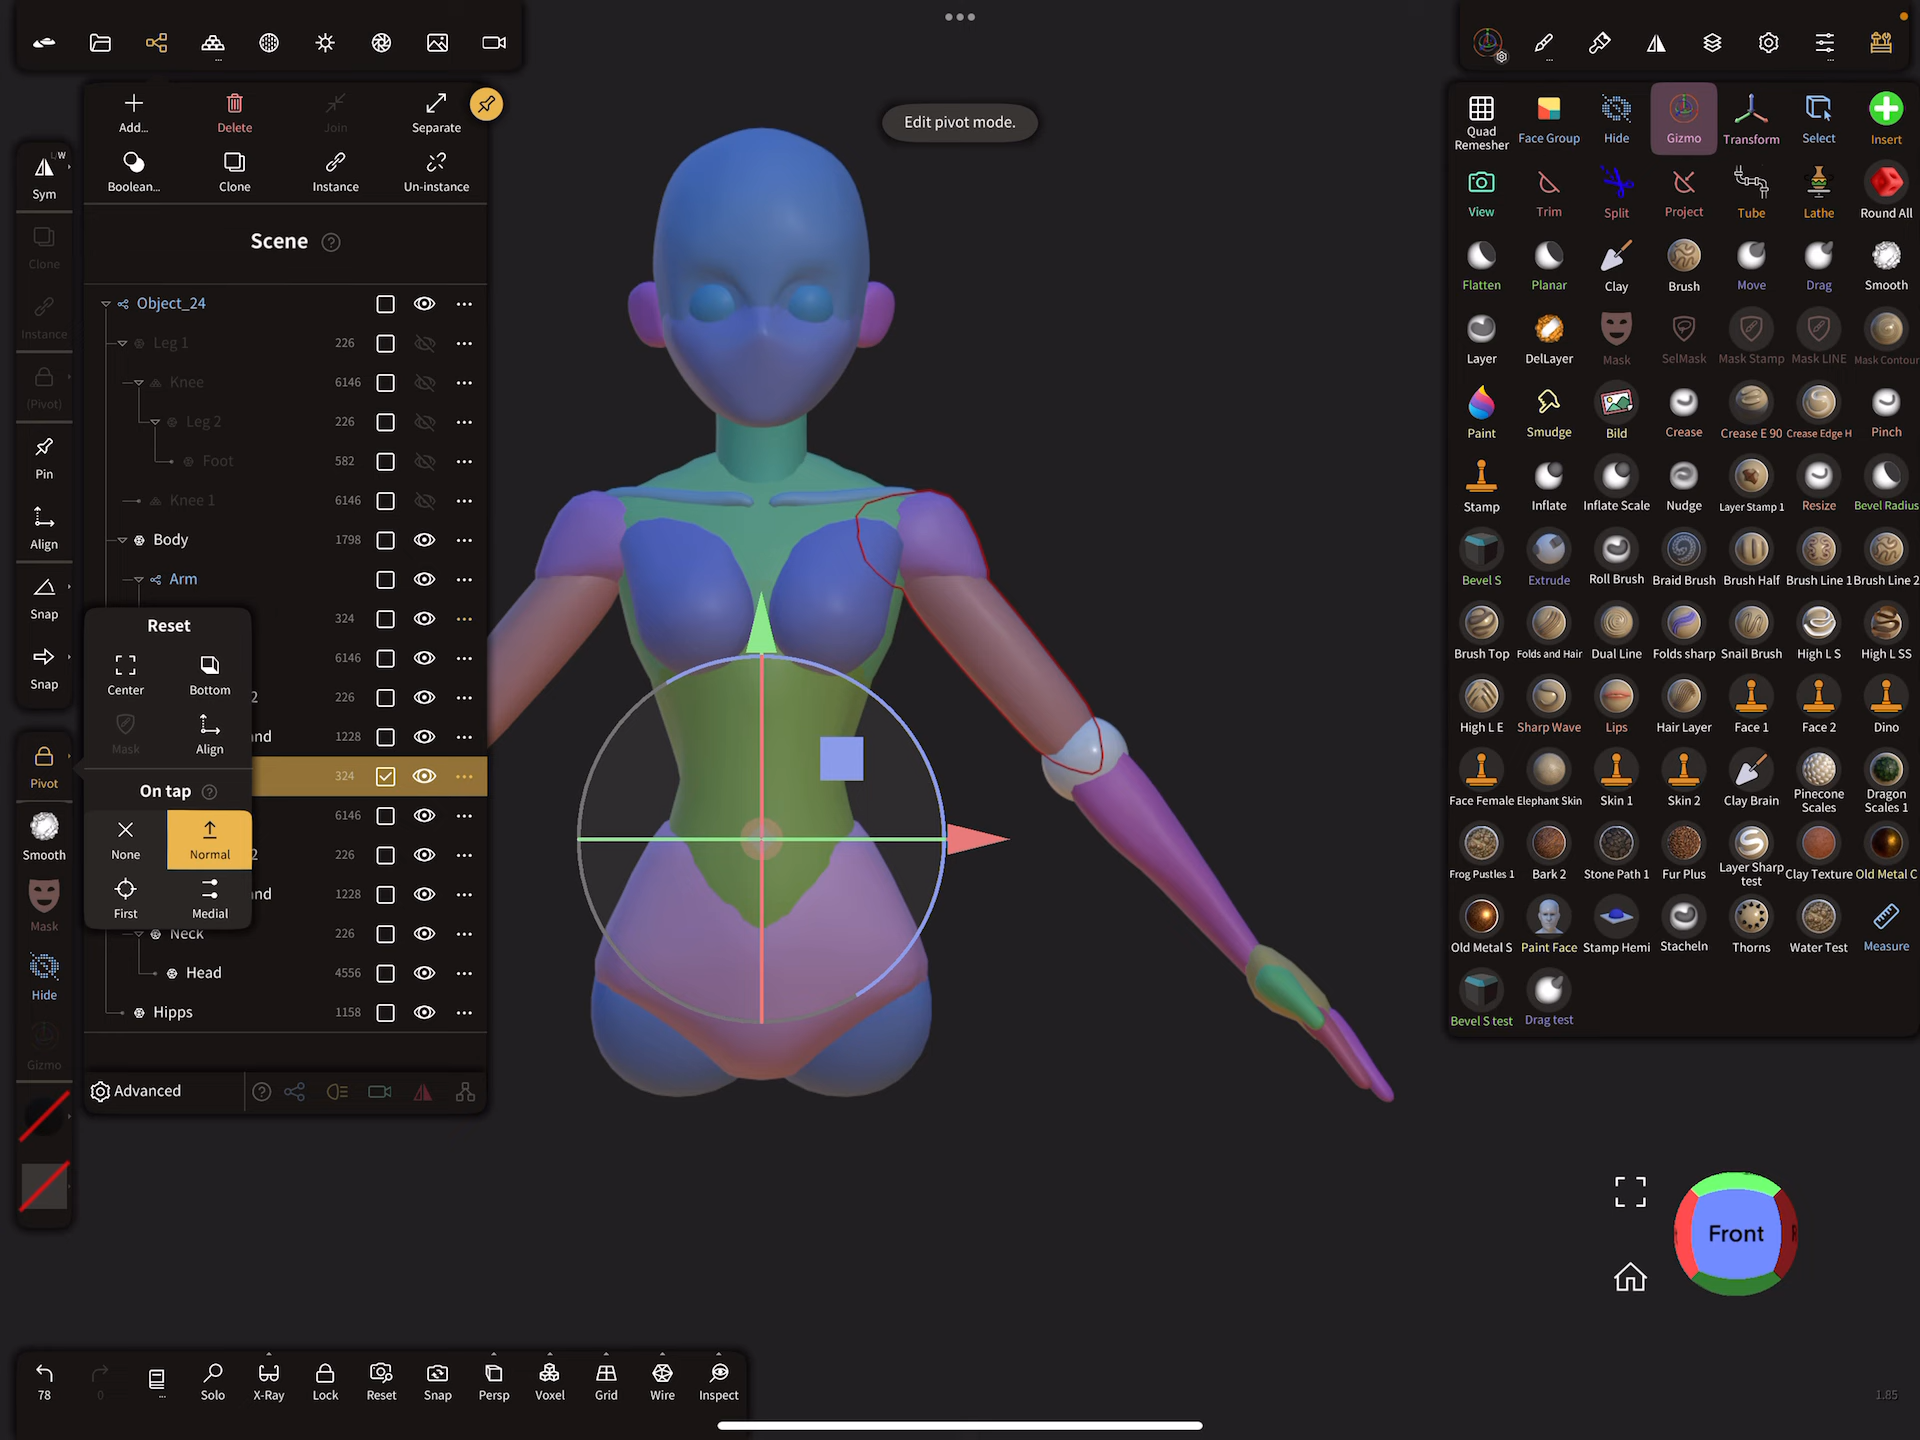 Edit pivot mode.
Add...
Delete
Join
Separate
Boolean...
Clone
Instance
Un-instance
Scene ?
Object_24
Leg 1 226
Knee 6146
Leg 2 226
Foot 582
Knee 1 6146
Body 1798
Arm
324
6146
2 226
and 1228
324
6146
2 226
and 1228
Neck 226
Head 4556
Hipps 1158
Advanced
W
Sym
Clone
Instance
(Pivot)
Pin
Align
Snap
Snap
Pivot
Smooth
Mask
Hide
Gizmo
Reset
Center
Bottom
Mask
Align
On tap ?
None
Normal
First
Medial
Quad Remesher
Face Group
Hide
Gizmo
Transform
Select
Insert
View
Trim
Split
Project
Tube
Lathe
Round All
Flatten
Planar
Clay
Brush
Move
Drag
Smooth
Layer
DelLayer
Mask
SelMask
Mask Stamp
Mask LINE
Mask Contour
Paint
Smudge
Bild
Crease
Crease E 90
Crease Edge H
Pinch
Stamp
Inflate
Inflate Scale
Nudge
Layer Stamp 1
Resize
Bevel Radius
Bevel S
Extrude
Roll Brush
Braid Brush
Brush Half
Brush Line 1
Brush Line 2
Brush Top
Folds and Hair
Dual Line
Folds sharp
Snail Brush
High L S
High L SS
High L E
Sharp Wave
Lips
Hair Layer
Face 1
Face 2
Dino
Face Female
Elephant Skin
Skin 1
Skin 2
Clay Brain
Pinecone Scales
Dragon Scales 1
Frog Pustles 1
Bark 2
Stone Path 1
Fur Plus
Layer Sharp test
Clay Texture
Old Metal C
Old Metal S
Paint Face
Stamp Hemi
Stacheln
Thorns
Water Test
Measure
Bevel S test
Drag test
Front
78
0
Solo
X-Ray
Lock
Reset
Snap
Persp
Voxel
Grid
Wire
Inspect
1.85